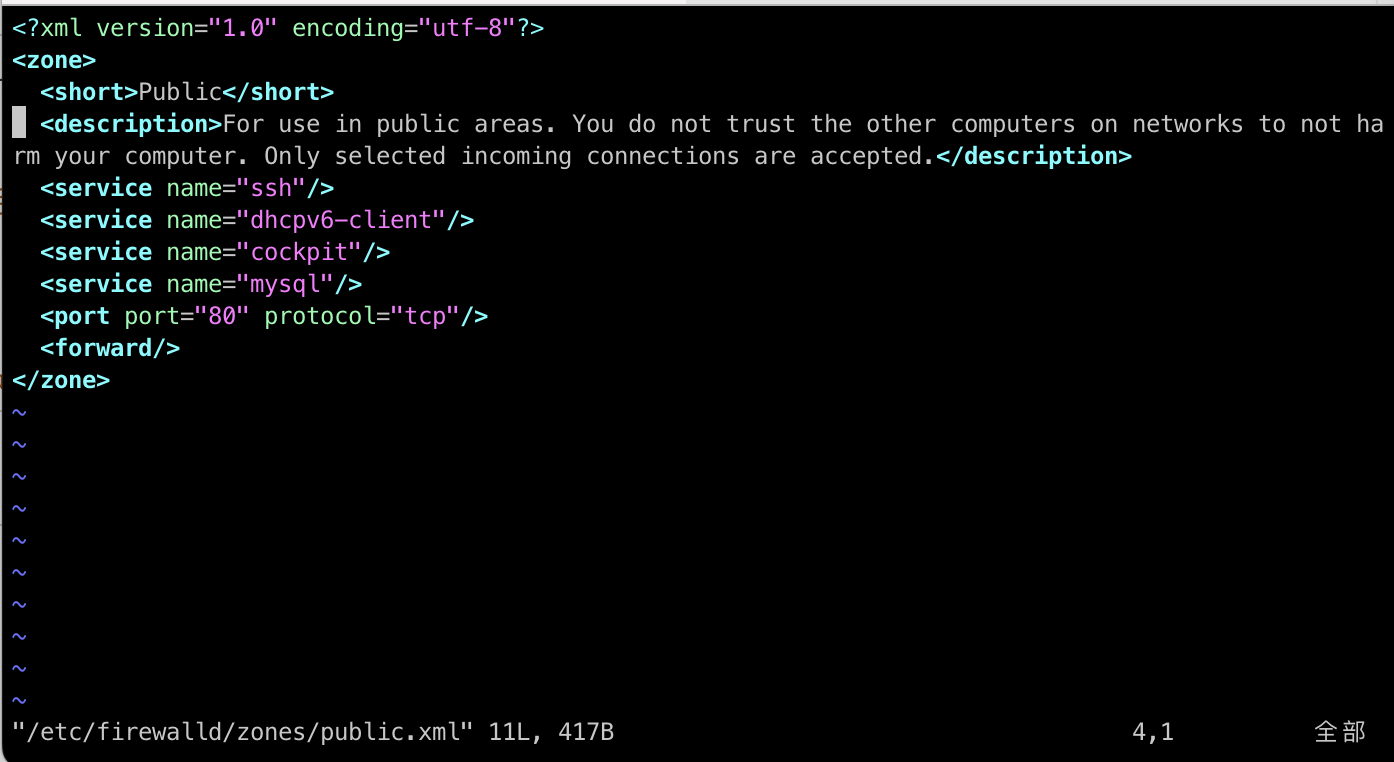 <?xml version="1.0" encoding="utf-8"?>
<zone>
  <short>Public</short>
  <description>For use in public areas. You do not trust the other computers on networks to not ha
rm your computer. Only selected incoming connections are accepted.</description>
  <service name="ssh"/>
  <service name="dhcpv6-client"/>
  <service name="cockpit"/>
  <service name="mysql"/>
  <port port="80" protocol="tcp"/>
  <forward/>
</zone>
~
~
~
~
~
~
~
~
~
~
"/etc/firewalld/zones/public.xml" 11L, 417B 4,1 全部